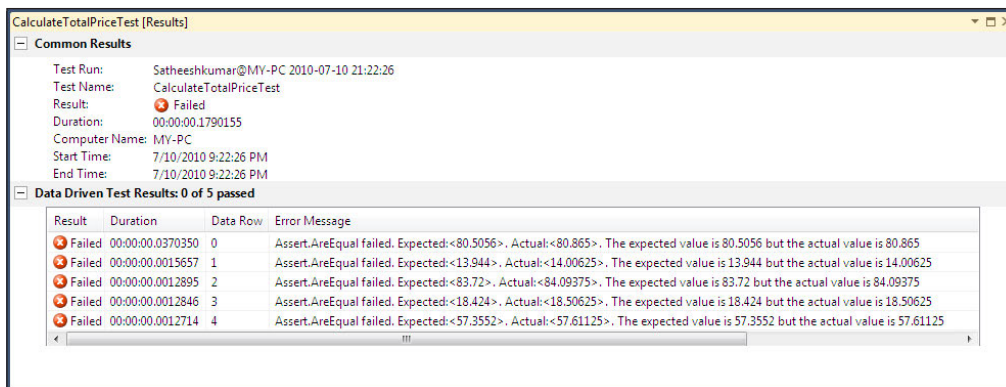 CalculateTotalPriceTest [Results]
Common Results
Test Run: Satheeshkumar@MY-PC 2010-07-10 21:22:26
Test Name: CalculateTotalPriceTest
Result: Failed
Duration: 00:00:00.1790155
Computer Name: MY-PC
Start Time: 7/10/2010 9:22:26 PM
End Time: 7/10/2010 9:22:26 PM
Data Driven Test Results: 0 of 5 passed
Result Duration Data Row Error Message
Failed 00:00:00.0370350 0 Assert.AreEqual failed. Expected:<80.5056>. Actual:<80.865>. The expected value is 80.5056 but the actual value is 80.865
Failed 00:00:00.0015657 1 Assert.AreEqual failed. Expected:<13.944>. Actual:<14.00625>. The expected value is 13.944 but the actual value is 14.00625
Failed 00:00:00.0012895 2 Assert.AreEqual failed. Expected:<83.72>. Actual:<84.09375>. The expected value is 83.72 but the actual value is 84.09375
Failed 00:00:00.0012846 3 Assert.AreEqual failed. Expected:<18.424>. Actual:<18.50625>. The expected value is 18.424 but the actual value is 18.50625
Failed 00:00:00.0012714 4 Assert.AreEqual failed. Expected:<57.3552>. Actual:<57.61125>. The expected value is 57.3552 but the actual value is 57.61125